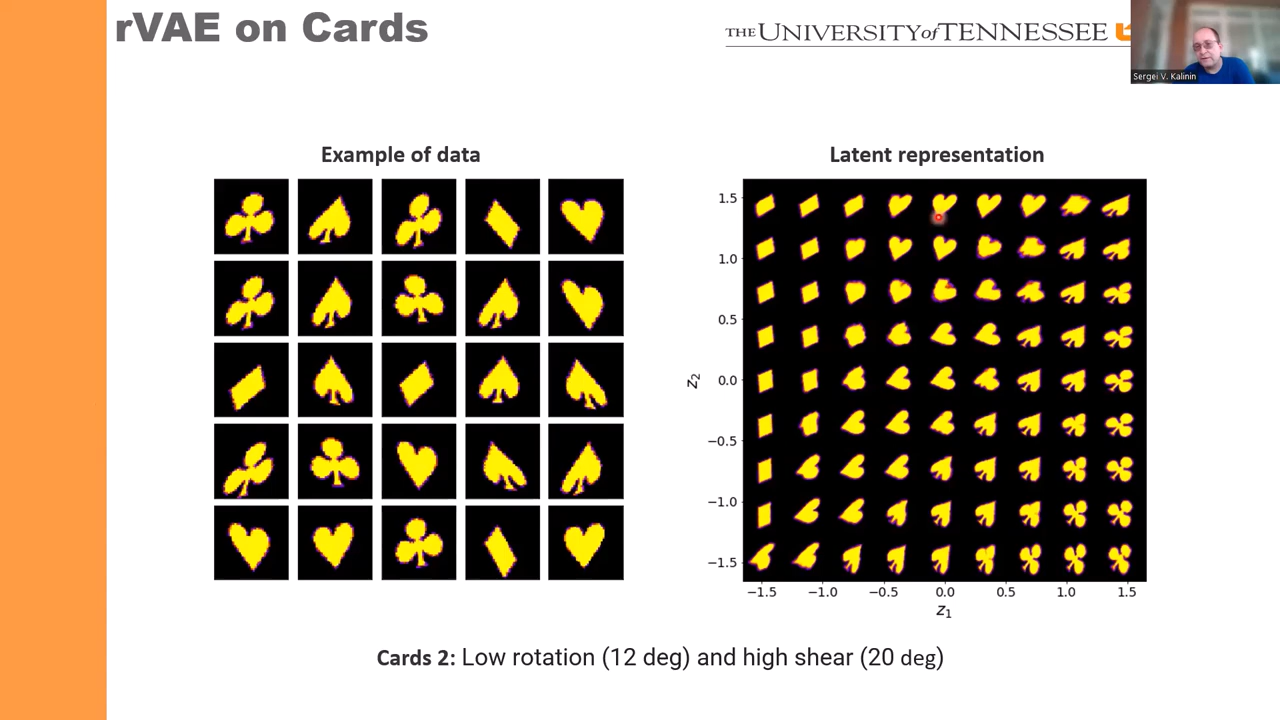 rVAE on Cards
THE UNIVERSITY of TENNESSEE
Sergei V. Kalinin
Example of data
Latent representation
1.5
1.0
0.5
0.0
−0.5
−1.0
−1.5
z2
−1.5 −1.0 −0.5 0.0 0.5 1.0 1.5
z1
Cards 2: Low rotation (12 deg) and high shear (20 deg)